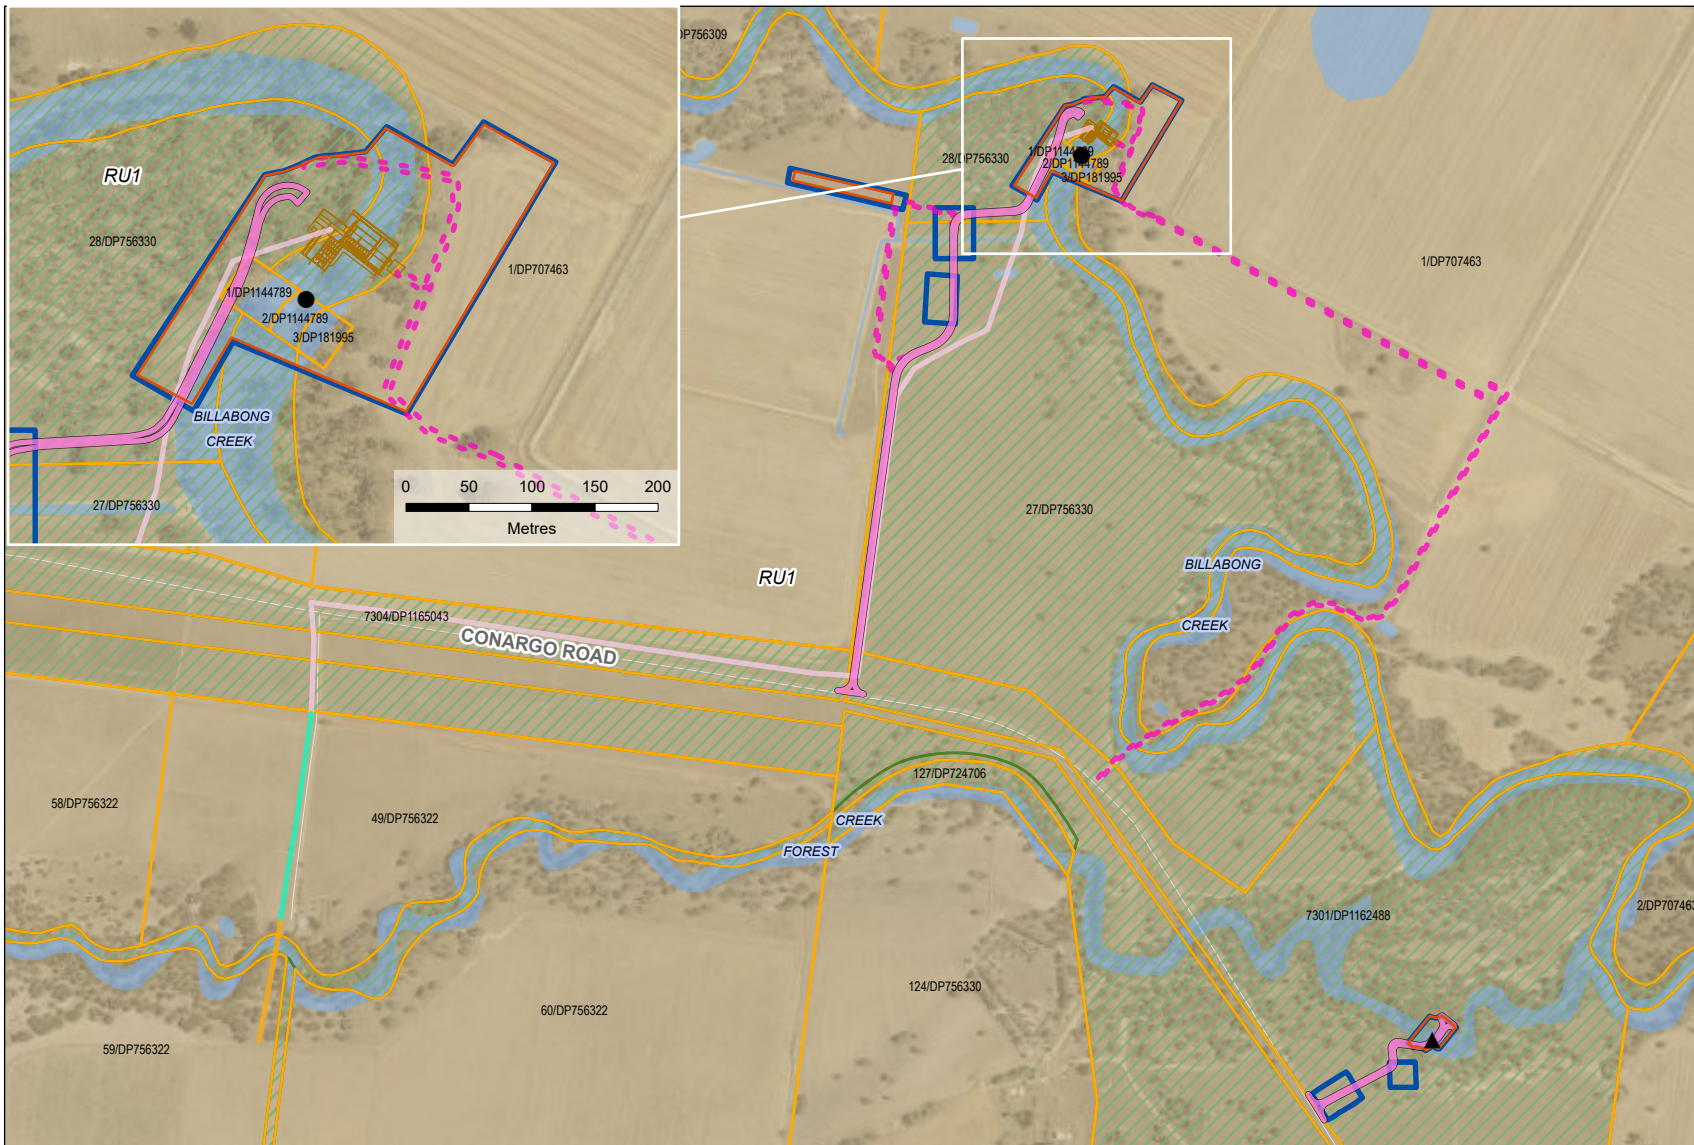 RU1
28/DP756330
1/DP707463
1/DP1144789
2/DP1144789
3/DP181995
BILLABONG
CREEK
27/DP756330
0 50 100 150 200
Metres
DP756309
28/DP756330
1/DP1144789
2/DP1144789
3/DP181995
1/DP707463
27/DP756330
BILLABONG
RU1
CREEK
7304/DP1165043
CONARGO ROAD
127/DP724706
58/DP756322
49/DP756322
CREEK
FOREST
7301/DP1162488
2/DP707463
124/DP756330
60/DP756322
59/DP756322